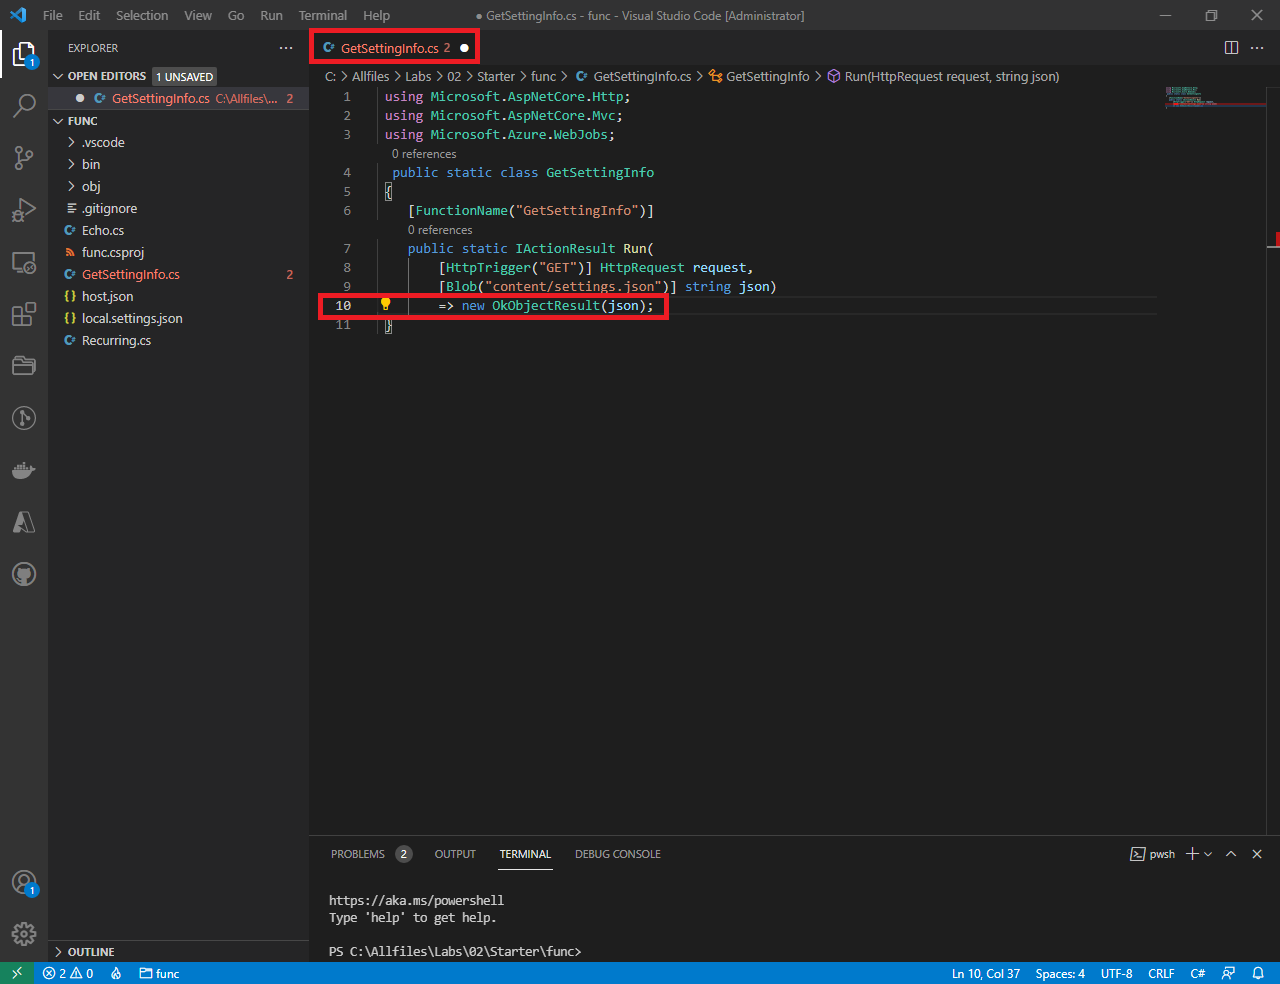 File Edit Selection View Go Run Terminal Help
● GetSettingInfo.cs - func - Visual Studio Code [Administrator]
EXPLORER
OPEN EDITORS 1 UNSAVED
GetSettingInfo.cs C:\Allfiles\... 2
FUNC
.vscode
bin
obj
.gitignore
Echo.cs
func.csproj
GetSettingInfo.cs 2
host.json
local.settings.json
Recurring.cs
OUTLINE
GetSettingInfo.cs 2
C: > Allfiles > Labs > 02 > Starter > func > GetSettingInfo.cs > GetSettingInfo > Run(HttpRequest request, string json)
1 using Microsoft.AspNetCore.Http;
2 using Microsoft.AspNetCore.Mvc;
3 using Microsoft.Azure.WebJobs;
0 references
4 public static class GetSettingInfo
5 {
6 [FunctionName("GetSettingInfo")]
0 references
7 public static IActionResult Run(
8 [HttpTrigger("GET")] HttpRequest request,
9 [Blob("content/settings.json")] string json)
10 => new OkObjectResult(json);
11 }
PROBLEMS 2 OUTPUT TERMINAL DEBUG CONSOLE
pwsh
https://aka.ms/powershell
Type 'help' to get help.
PS C:\Allfiles\Labs\02\Starter\func>
1
1
2 0 func
Ln 10, Col 37 Spaces: 4 UTF-8 CRLF C#